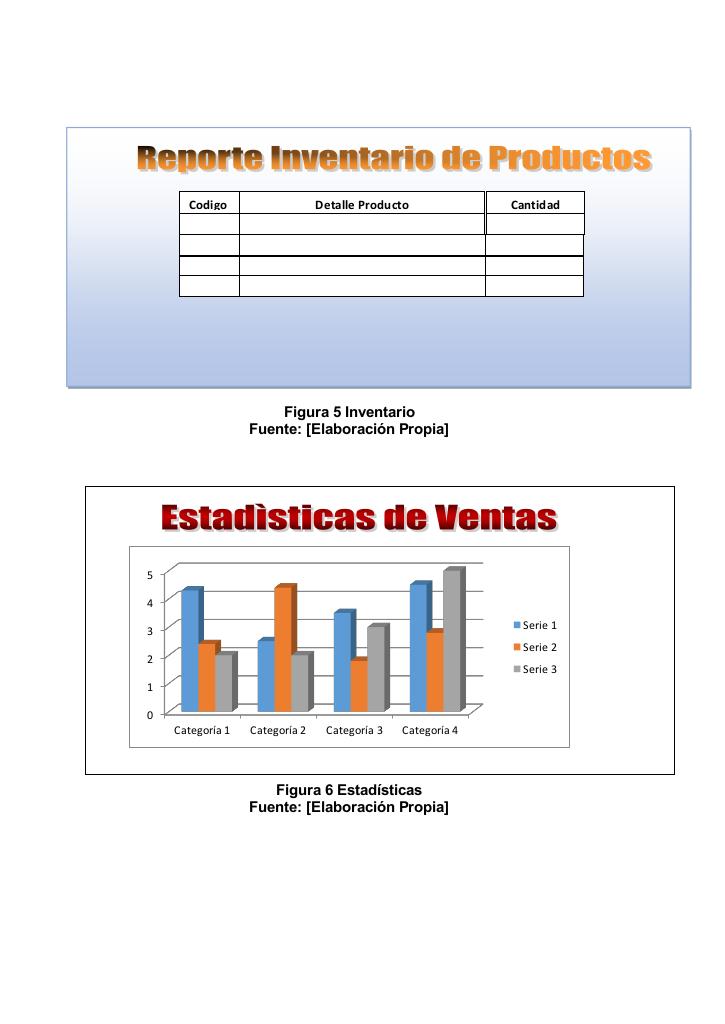 Reporte Inventario de Productos
Codigo Detalle Producto Cantidad
Figura 5 Inventario
Fuente: [Elaboración Propia]
Estadìsticas de Ventas
5
4
3
2
1
0
Categoría 1 Categoría 2 Categoría 3 Categoría 4
Serie 1
Serie 2
Serie 3
Figura 6 Estadísticas
Fuente: [Elaboración Propia]